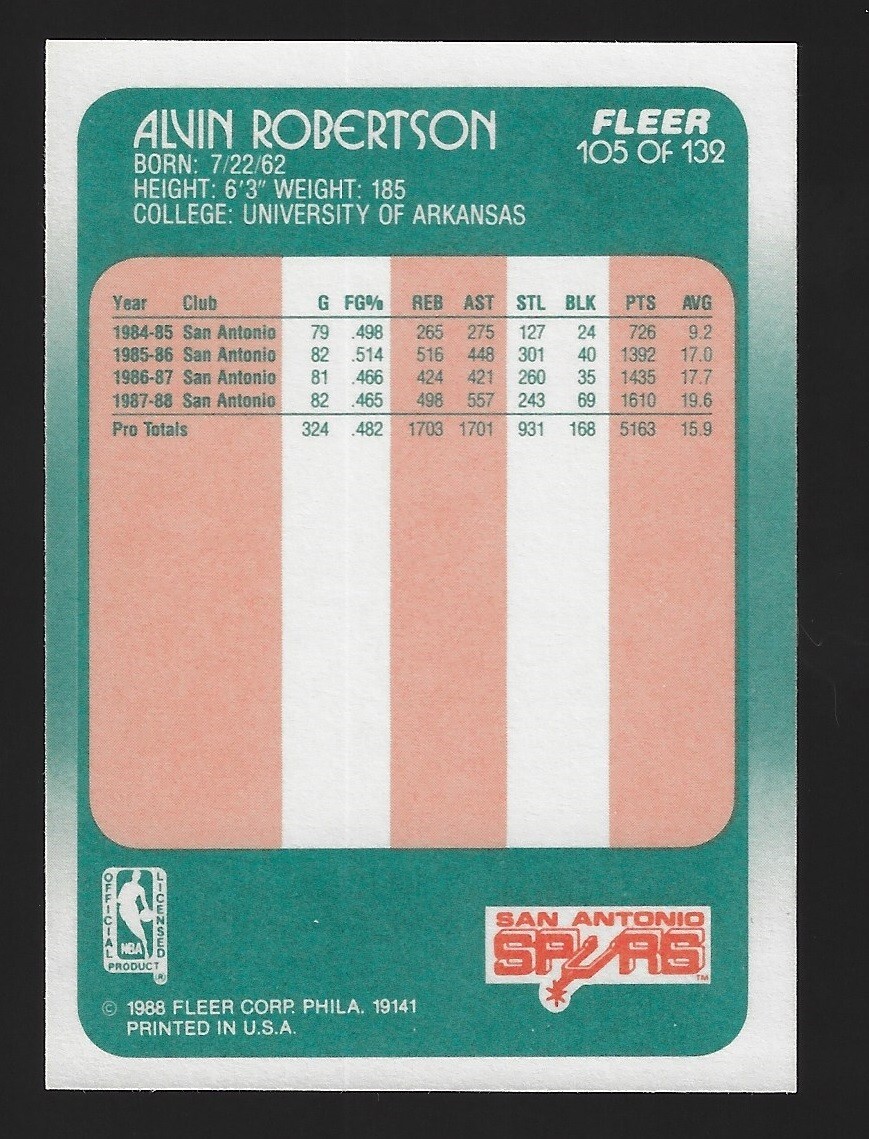 ALVIN ROBERTSON
BORN: 7/22/62
HEIGHT: 6'3" WEIGHT: 185
COLLEGE: UNIVERSITY OF ARKANSAS
FLEER
105 OF 132
Year Club G FG% REB AST STL BLK PTS AVG
1984-85 San Antonio 79 .498 265 275 127 24 726 9.2
1985-86 San Antonio 82 .514 516 448 301 40 1392 17.0
1986-87 San Antonio 81 .466 424 421 260 35 1435 17.7
1987-88 San Antonio 82 .465 498 557 243 69 1610 19.6
Pro Totals 324 .482 1703 1701 931 168 5163 15.9
OFFICIAL
LICENSED
NBA
PRODUCT ®
SAN ANTONIO
SPURS ™
© 1988 FLEER CORP. PHILA. 19141
PRINTED IN U.S.A.